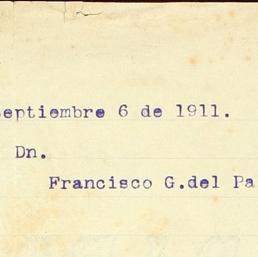 eptiembre 6 de 1911.
Dn.
Francisco G.del Pa